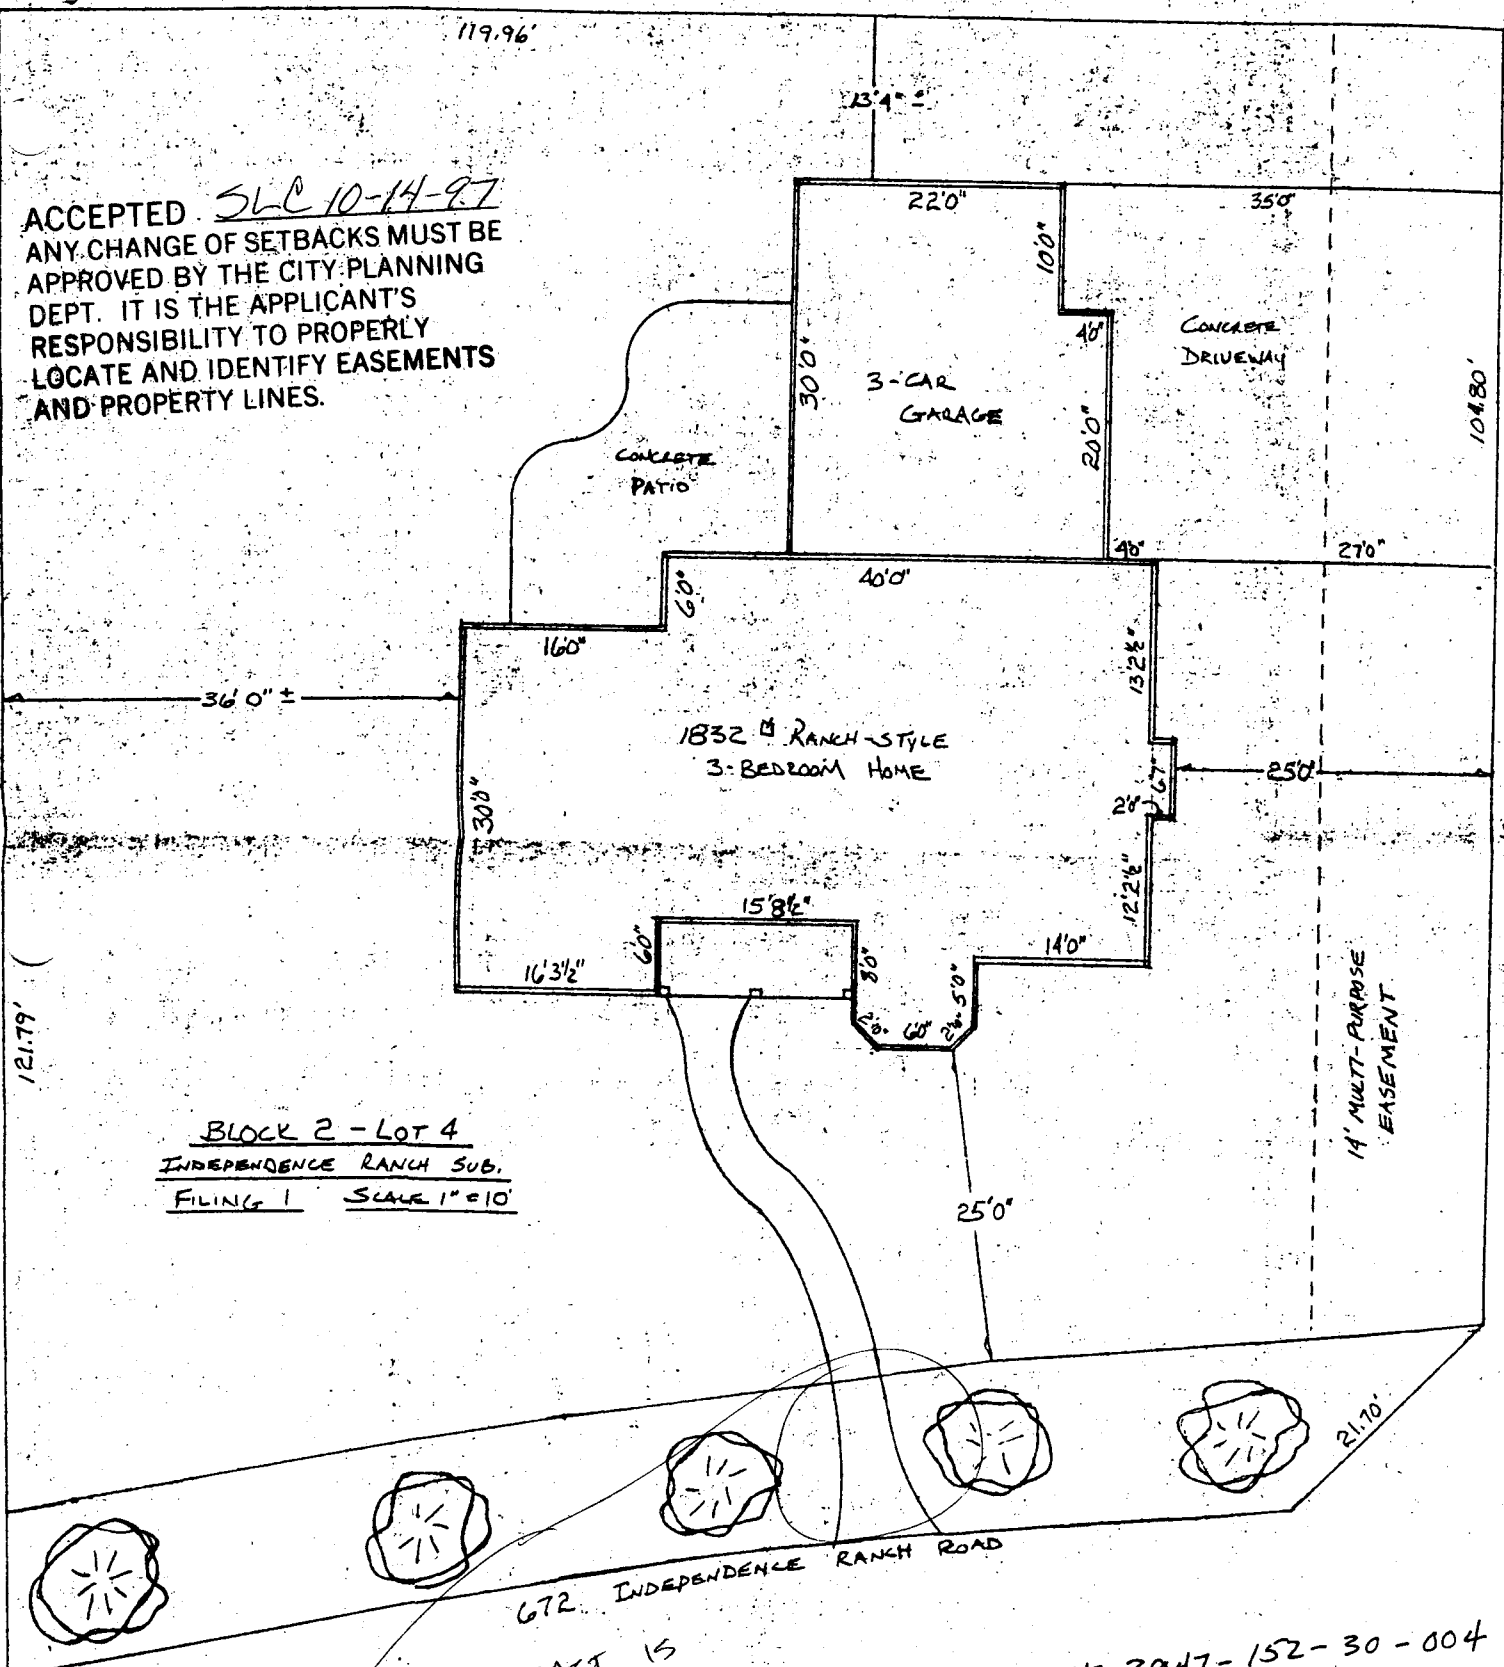 119.96'
13'4" ±
ACCEPTED SLC 10-14-97
ANY CHANGE OF SETBACKS MUST BE
APPROVED BY THE CITY PLANNING
DEPT. IT IS THE APPLICANT'S
RESPONSIBILITY TO PROPERLY
LOCATE AND IDENTIFY EASEMENTS
AND PROPERTY LINES.
22'0"
35'0"
10'0"
4'0"
CONCRETE
DRIVEWAY
30'0"
3-CAR
GARAGE
20'0"
104.80'
CONCRETE
PATIO
4'0"
27'0"
40'0"
6'0"
16'0"
13'2½"
36'0" ±
1832 RANCH-STYLE
3-BEDROOM HOME
6'7"
25'0"
2'0"
30'0"
12'2½"
15'8½"
6'0"
8'0"
14'0"
16'3½"
5'0"
6'0"
121.79'
14' MULTI-PURPOSE
EASEMENT
BLOCK 2 - LOT 4
INDEPENDENCE RANCH SUB.
FILING 1 SCALE 1" = 10'
25'0"
21.70'
672 INDEPENDENCE RANCH ROAD
15
-152-30-004